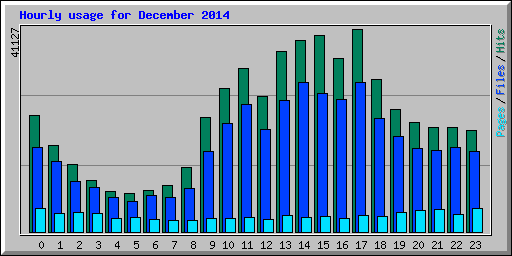 Hourly usage for December 2014
41127
Pages / Files / Hits
0 1 2 3 4 5 6 7 8 9 10 11 12 13 14 15 16 17 18 19 20 21 22 23